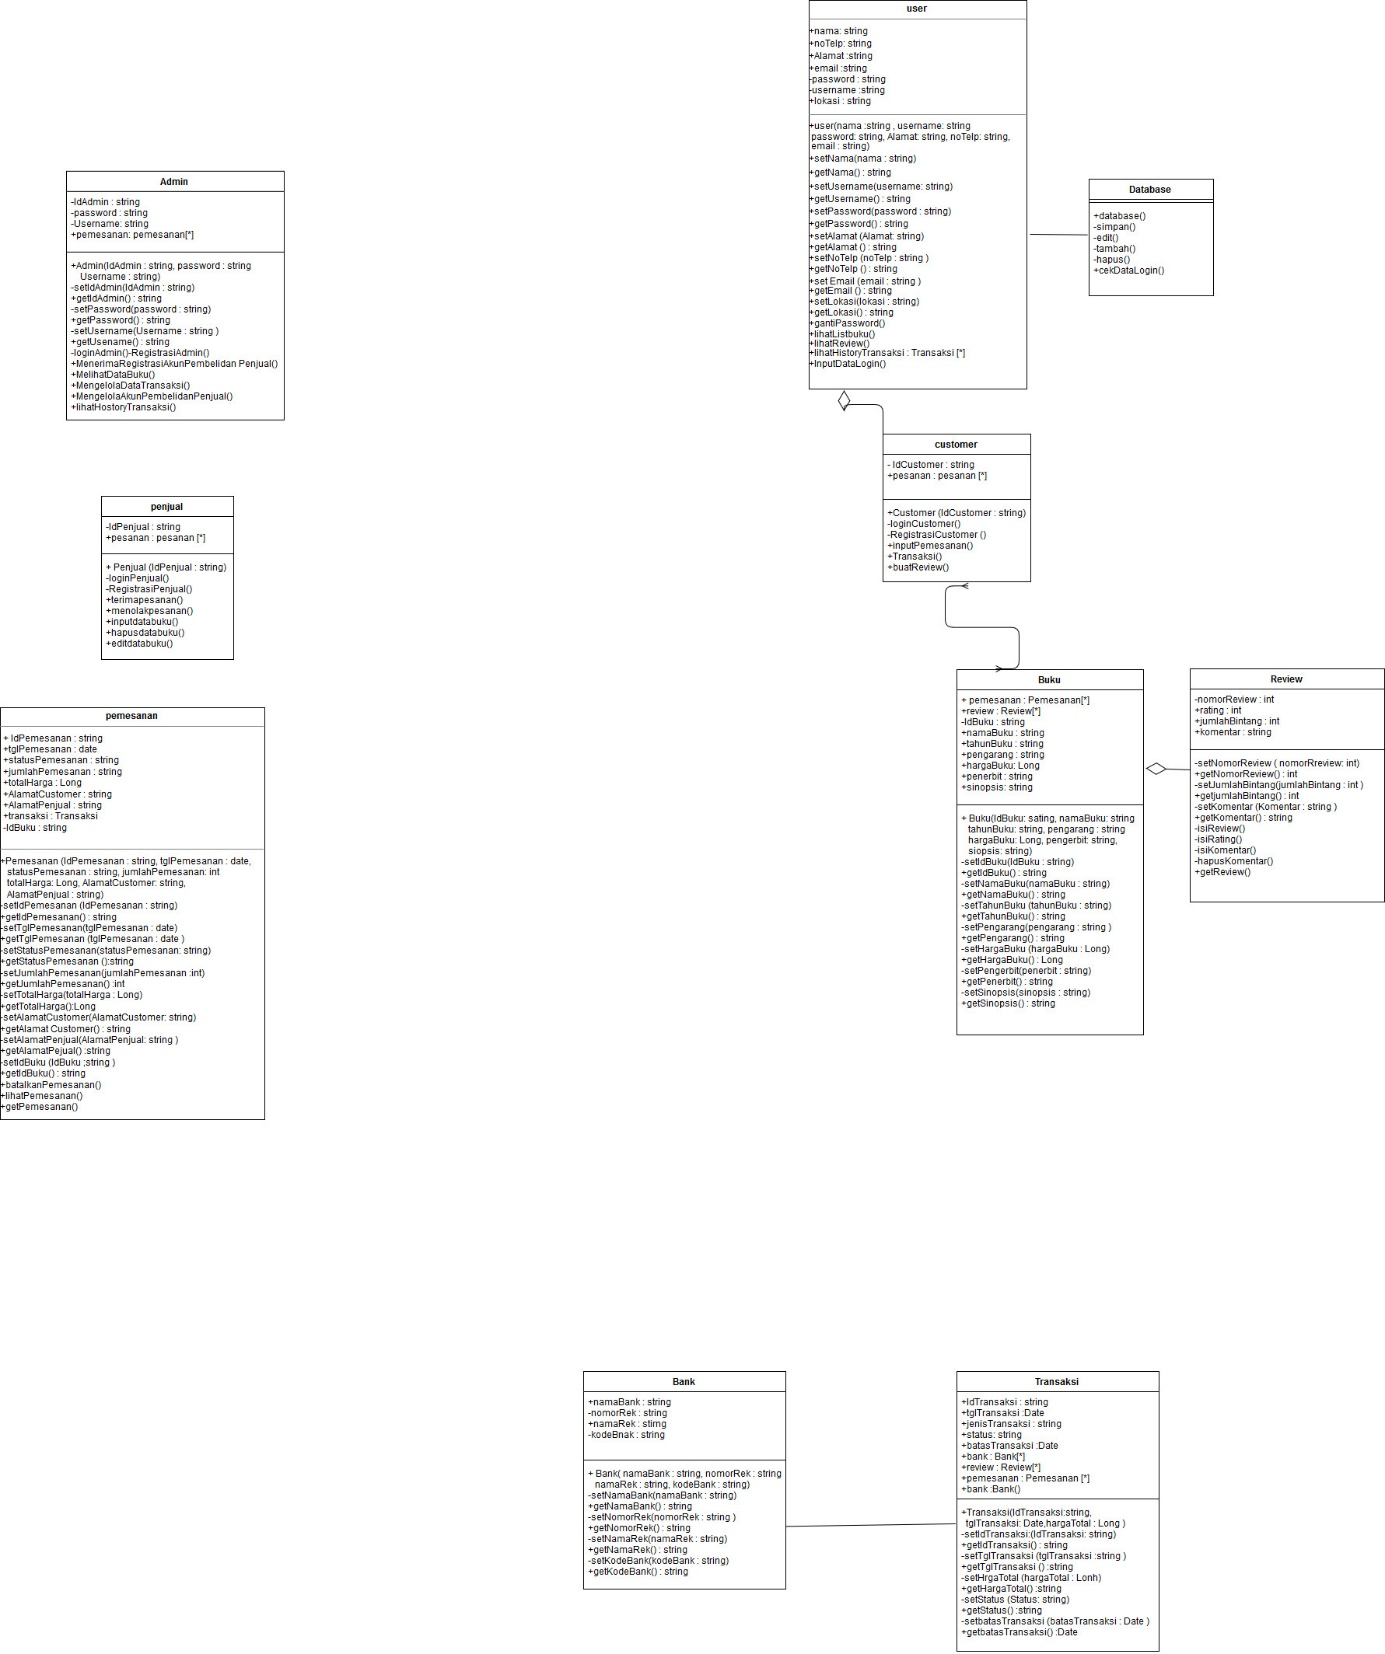 user
+nama: string
+noTelp: string
+Alamat :string
+email :string
-password : string
-username :string
+lokasi : string
+user(nama :string , username: string
password: string, Alamat: string, noTelp: string,
email : string)
+setNama(nama : string)
+getNama() : string
+setUsername(username: string)
+getUsername() : string
+setPassword(password : string)
+getPassword() : string
+setAlamat (Alamat: string)
+getAlamat () : string
+setNoTelp (noTelp : string )
+getNoTelp () : string
+set Email (email : string )
+getEmail () : string
+setLokasi(lokasi : string)
+getLokasi() : string
+gantiPassword()
+lihatListbuku()
+lihatReview()
+lihatHistoryTransaksi : Transaksi [*]
+InputDataLogin()
Admin
-IdAdmin : string
-password : string
-Username: string
+pemesanan: pemesanan[*]
+Admin(IdAdmin : string, password : string
Username : string)
-setIdAdmin(IdAdmin : string)
+getIdAdmin() : string
-setPassword(password : string)
+getPassword() : string
-setUsername(Username : string )
+getUsename() : string
-loginAdmin()-RegistrasiAdmin()
+MenerimaRegistrasiAkunPembelidan Penjual()
+MelihatDataBuku()
+MengelolaDataTransaksi()
+MengelolaAkunPembelidanPenjual()
+lihatHostoryTransaksi()
Database
+database()
-simpan()
-edit()
-tambah()
-hapus()
+cekDataLogin()
customer
- IdCustomer : string
+pesanan : pesanan [*]
+Customer (IdCustomer : string)
-loginCustomer()
-RegistrasiCustomer ()
+inputPemesanan()
+Transaksi()
+buatReview()
penjual
-IdPenjual : string
+pesanan : pesanan [*]
+ Penjual (IdPenjual : string)
-loginPenjual()
-RegistrasiPenjual()
+terimapesanan()
+menolakpesanan()
+inputdatabuku()
+hapusdatabuku()
+editdatabuku()
pemesanan
+ IdPemesanan : string
+tglPemesanan : date
+statusPemesanan : string
+jumlahPemesanan : string
+totalHarga : Long
+AlamatCustomer : string
+AlamatPenjual : string
+transaksi : Transaksi
-IdBuku : string
+Pemesanan (IdPemesanan : string, tglPemesanan : date,
statusPemesanan : string, jumlahPemesanan: int
totalHarga: Long, AlamatCustomer: string,
AlamatPenjual : string)
-setIdPemesanan (IdPemesanan : string)
+getIdPemesanan() : string
-setTglPemesanan(tglPemesanan : date)
+getTglPemesanan (tglPemesanan : date )
-setStatusPemesanan(statusPemesanan: string)
+getStatusPemesanan ():string
-setJumlahPemesanan(jumlahPemesanan :int)
+getJumlahPemesanan() :int
-setTotalHarga(totalHarga : Long)
+getTotalHarga():Long
-setAlamatCustomer(AlamatCustomer: string)
+getAlamat Customer() : string
-setAlamatPenjual(AlamatPenjual: string )
+getAlamatPejual() :string
-setIdBuku (IdBuku ;string )
+getIdBuku() : string
+batalkanPemesanan()
+lihatPemesanan()
+getPemesanan()
Buku
+ pemesanan : Pemesanan[*]
+review : Review[*]
-IdBuku : string
+namaBuku : string
+tahunBuku : string
+pengarang : string
+hargaBuku: Long
+penerbit : string
+sinopsis: string
+ Buku(IdBuku: sating, namaBuku: string
tahunBuku: string, pengarang : string
hargaBuku: Long, pengerbit: string,
siopsis: string)
-setIdBuku(IdBuku : string)
+getIdBuku() : string
-setNamaBuku(namaBuku : string)
+getNamaBuku() : string
-setTahunBuku (tahunBuku : string)
+getTahunBuku() : string
-setPengarang(pengarang : string )
+getPengarang() : string
-setHargaBuku (hargaBuku : Long)
+getHargaBuku() : Long
-setPengerbit(penerbit : string)
+getPenerbit() : string
-setSinopsis(sinopsis : string)
+getSinopsis() : string
Review
-nomorReview : int
+rating : int
+jumlahBintang : int
+komentar : string
-setNomorReview ( nomorRreview: int)
+getNomorReview() : int
-setJumlahBintang(jumlahBintang : int )
+getjumlahBintang() : int
-setKomentar (Komentar : string )
+getKomentar() : string
-isiReview()
-isiRating()
-isiKomentar()
-hapusKomentar()
+getReview()
Bank
+namaBank : string
-nomorRek : string
+namaRek : stimg
-kodeBnak : string
+ Bank( namaBank : string, nomorRek : string
namaRek : string, kodeBank : string)
-setNamaBank(namaBank : string)
+getNamaBank() : string
-setNomorRek(nomorRek : string )
+getNomorRek() : string
-setNamaRek(namaRek : string)
+getNamaRek() : string
-setKodeBank(kodeBank : string)
+getKodeBank() : string
Transaksi
+IdTransaksi : string
+tglTransaksi :Date
+jenisTransaksi : string
+status: string
+batasTransaksi :Date
+bank : Bank[*]
+review : Review[*]
+pemesanan : Pemesanan [*]
+bank :Bank()
+Transaksi(IdTransaksi:string,
tglTransaksi: Date,hargaTotal : Long )
-setIdTransaksi:(IdTransaksi: string)
+getIdTransaksi() : string
-setTglTransaksi (tglTransaksi :string )
+getTglTransaksi () :string
-setHrgaTotal (hargaTotal : Lonh)
+getHargaTotal() :string
-setStatus (Status: string)
+getStatus() :string
-setbatasTransaksi (batasTransaksi : Date )
+getbatasTransaksi() :Date